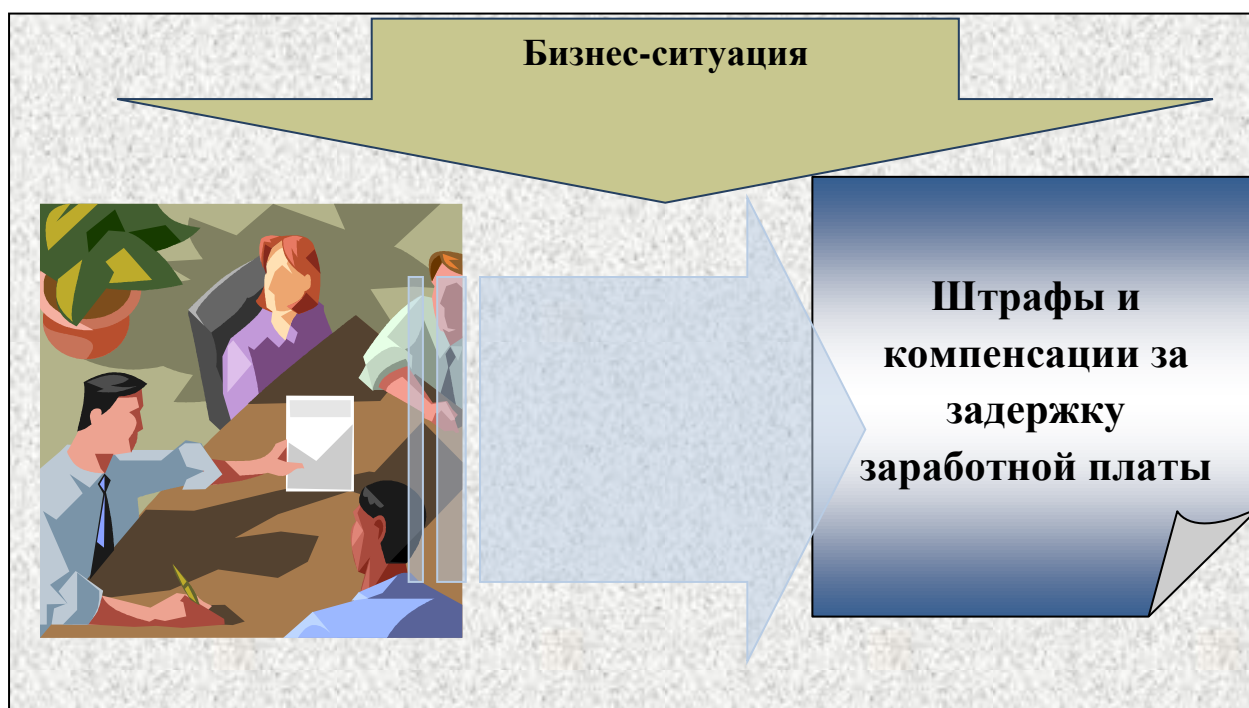 Бизнес-ситуация
Штрафы и
компенсации за
задержку
заработной платы